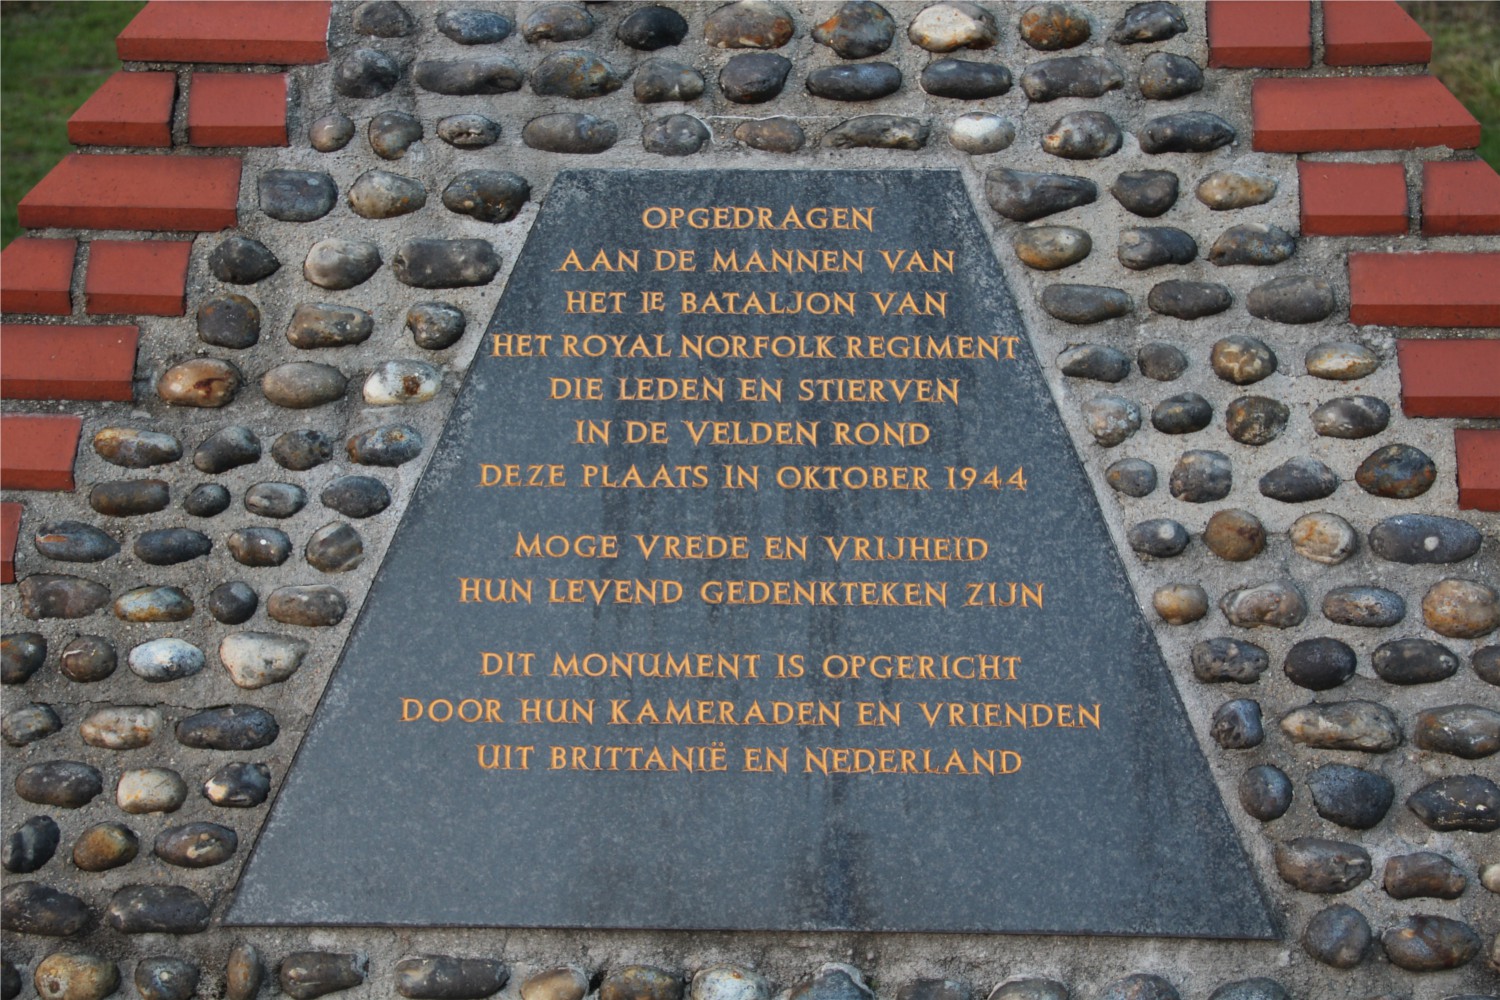 OPGEDRAGEN
AAN DE MANNEN VAN
HET IE BATALJON VAN
HET ROYAL NORFOLK REGIMENT
DIE LEDEN EN STIERVEN
IN DE VELDEN ROND
DEZE PLAATS IN OKTOBER 1944
MOGE VREDE EN VRIJHEID
HUN LEVEND GEDENKTEKEN ZIJN
DIT MONUMENT IS OPGERICHT
DOOR HUN KAMERADEN EN VRIENDEN
UIT BRITTANIË EN NEDERLAND